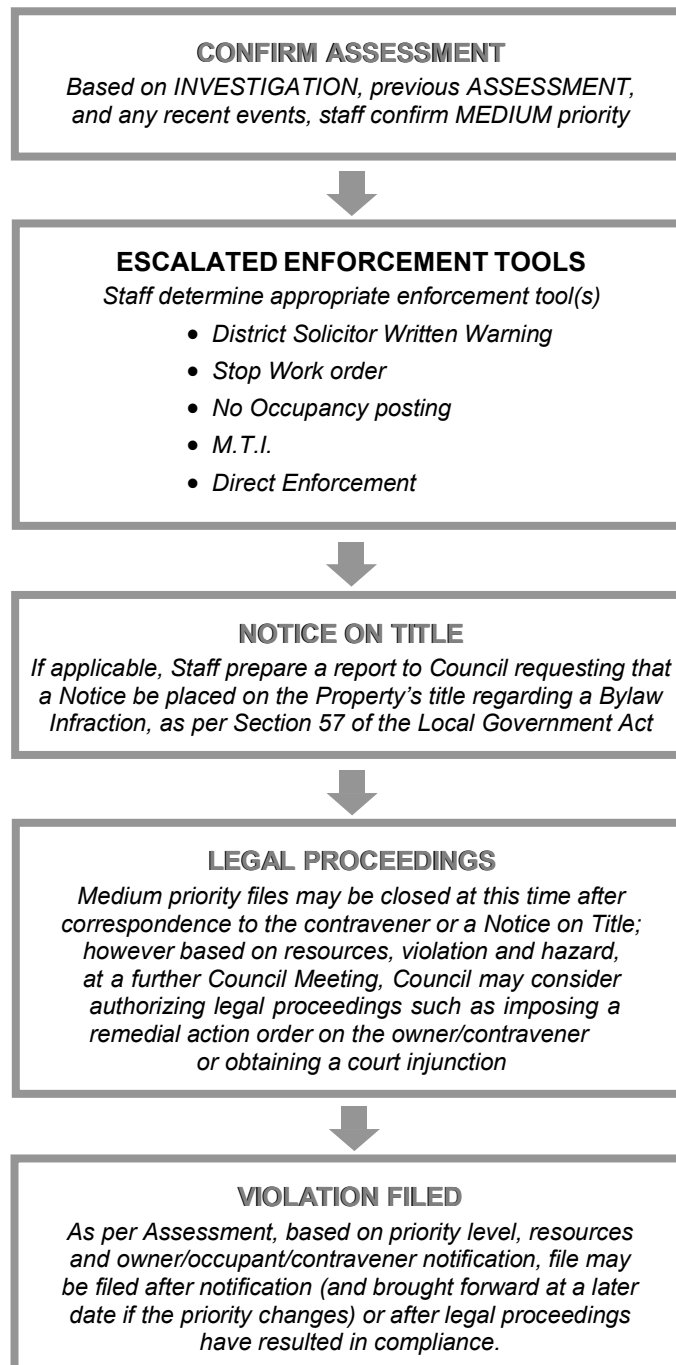 CONFIRM ASSESSMENT
Based on INVESTIGATION, previous ASSESSMENT,
and any recent events, staff confirm MEDIUM priority
ESCALATED ENFORCEMENT TOOLS
Staff determine appropriate enforcement tool(s)
• District Solicitor Written Warning
• Stop Work order
• No Occupancy posting
• M.T.I.
• Direct Enforcement
NOTICE ON TITLE
If applicable, Staff prepare a report to Council requesting that
a Notice be placed on the Property's title regarding a Bylaw
Infraction, as per Section 57 of the Local Government Act
LEGAL PROCEEDINGS
Medium priority files may be closed at this time after
correspondence to the contravener or a Notice on Title;
however based on resources, violation and hazard,
at a further Council Meeting, Council may consider
authorizing legal proceedings such as imposing a
remedial action order on the owner/contravener
or obtaining a court injunction
VIOLATION FILED
As per Assessment, based on priority level, resources
and owner/occupant/contravener notification, file may
be filed after notification (and brought forward at a later
date if the priority changes) or after legal proceedings
have resulted in compliance.